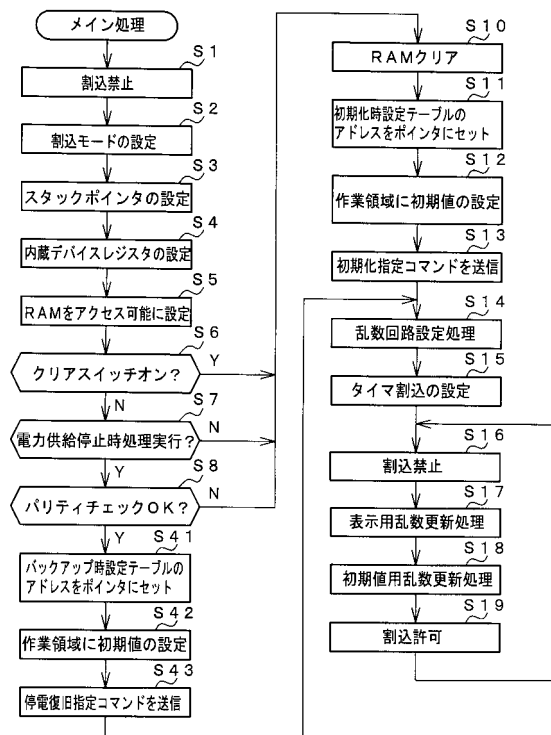 メイン処理
S1
割込禁止
S2
割込モードの設定
S3
スタックポインタの設定
S4
内蔵デバイスレジスタの設定
S5
RAMをアクセス可能に設定
S6
クリアスイッチオン?
Y
N
S7
電力供給停止時処理実行?
N
Y
S8
パリティチェックOK?
N
Y
S41
バックアップ時設定テーブルの
アドレスをポインタにセット
S42
作業領域に初期値の設定
S43
停電復旧指定コマンドを送信
S10
RAMクリア
S11
初期化時設定テーブルの
アドレスをポインタにセット
S12
作業領域に初期値の設定
S13
初期化指定コマンドを送信
S14
乱数回路設定処理
S15
タイマ割込の設定
S16
割込禁止
S17
表示用乱数更新処理
S18
初期値用乱数更新処理
S19
割込許可